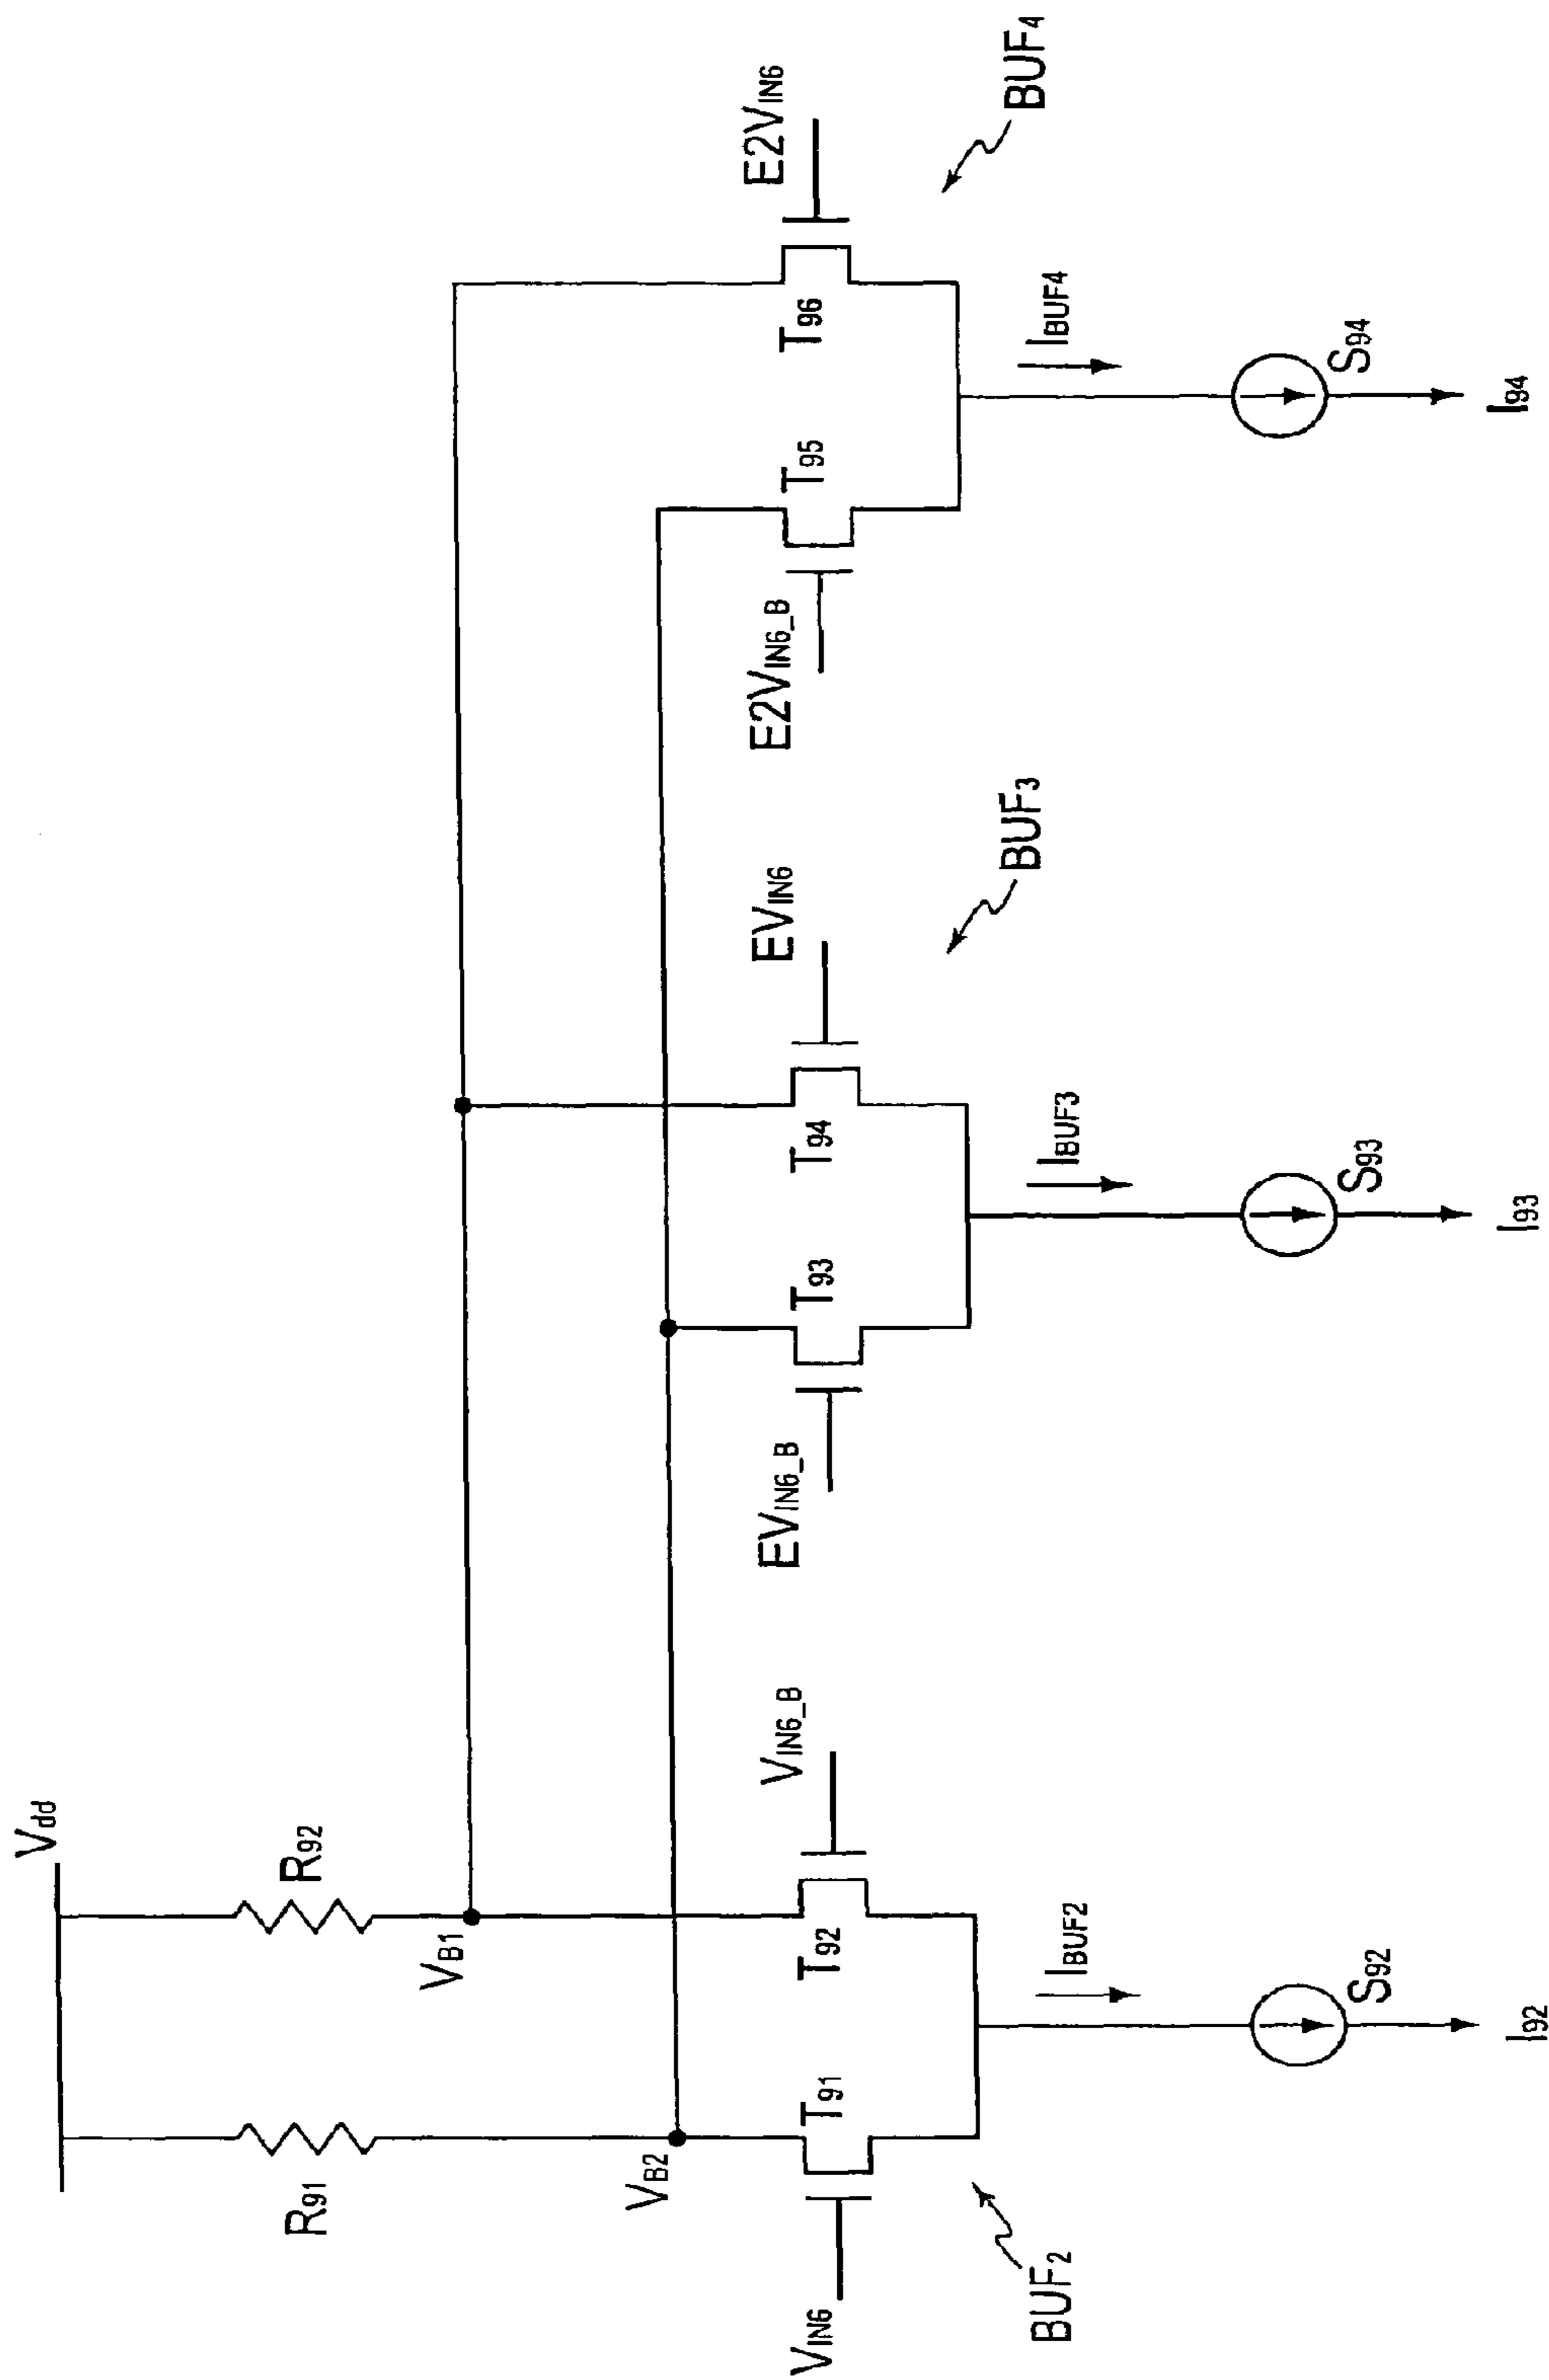 Vdd
R91
R92
VB1
VB2
VIN6
T91
T92
VIN6_B
EVIN6_B
T93
T94
EVIN6
E2VIN6_B
T95
T96
E2VIN6
BUF2
IBUF2
BUF3
IBUF3
BUF4
IBUF4
S92
S93
S94
I92
I93
I94